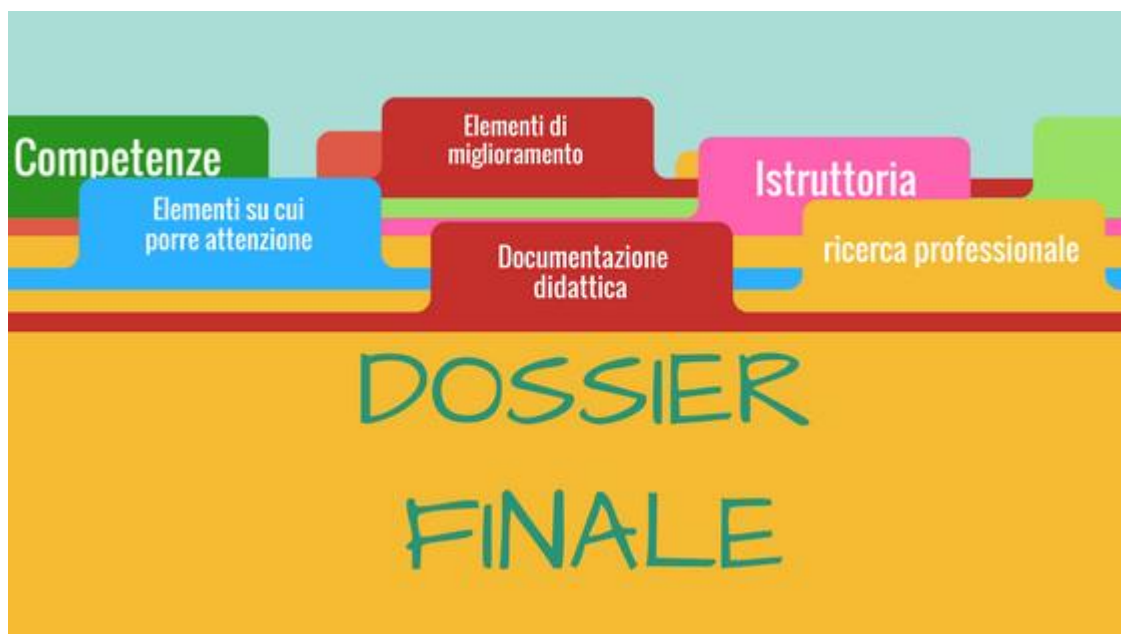 Competenze
Elementi di
miglioramento
Istruttoria
Elementi su cui
porre attenzione
Documentazione
didattica
ricerca professionale
DOSSIER
FINALE